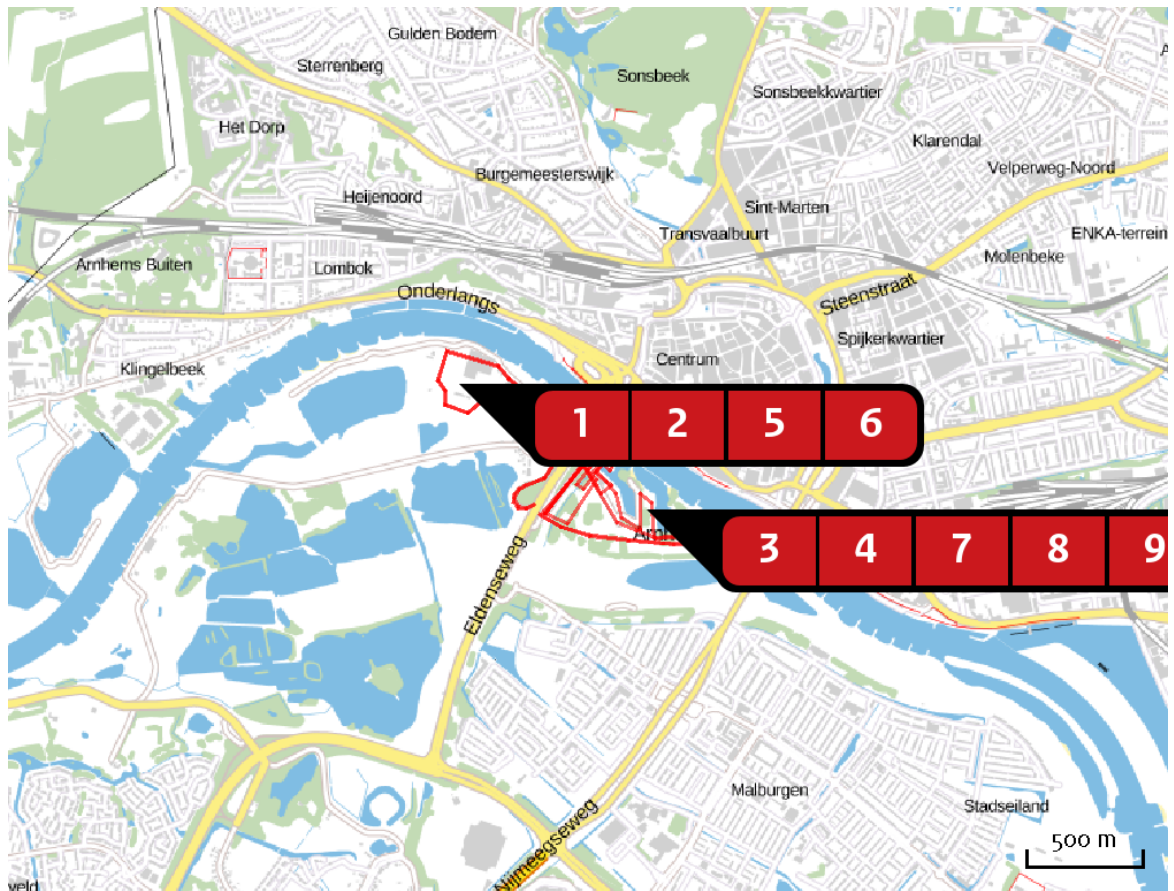 Gulden Bodem
Sterrenberg
Sonsbeek
Sonsbeekkwartier
Het Dorp
Klarendal
Velperweg-Noord
Burgemeesterswijk
Heijenoord
Sint-Marten
Transvaalbuurt
ENKA-terrein
Arnhems Buiten
Lombok
Molenbeke
Onderlangs
Steenstraat
Spijkerkwartier
Centrum
Klingelbeek
1 2 5 6
3 4 7 8 9
Eldenseweg
Malburgen
Stadseiland
Nijmeegseweg
500 m